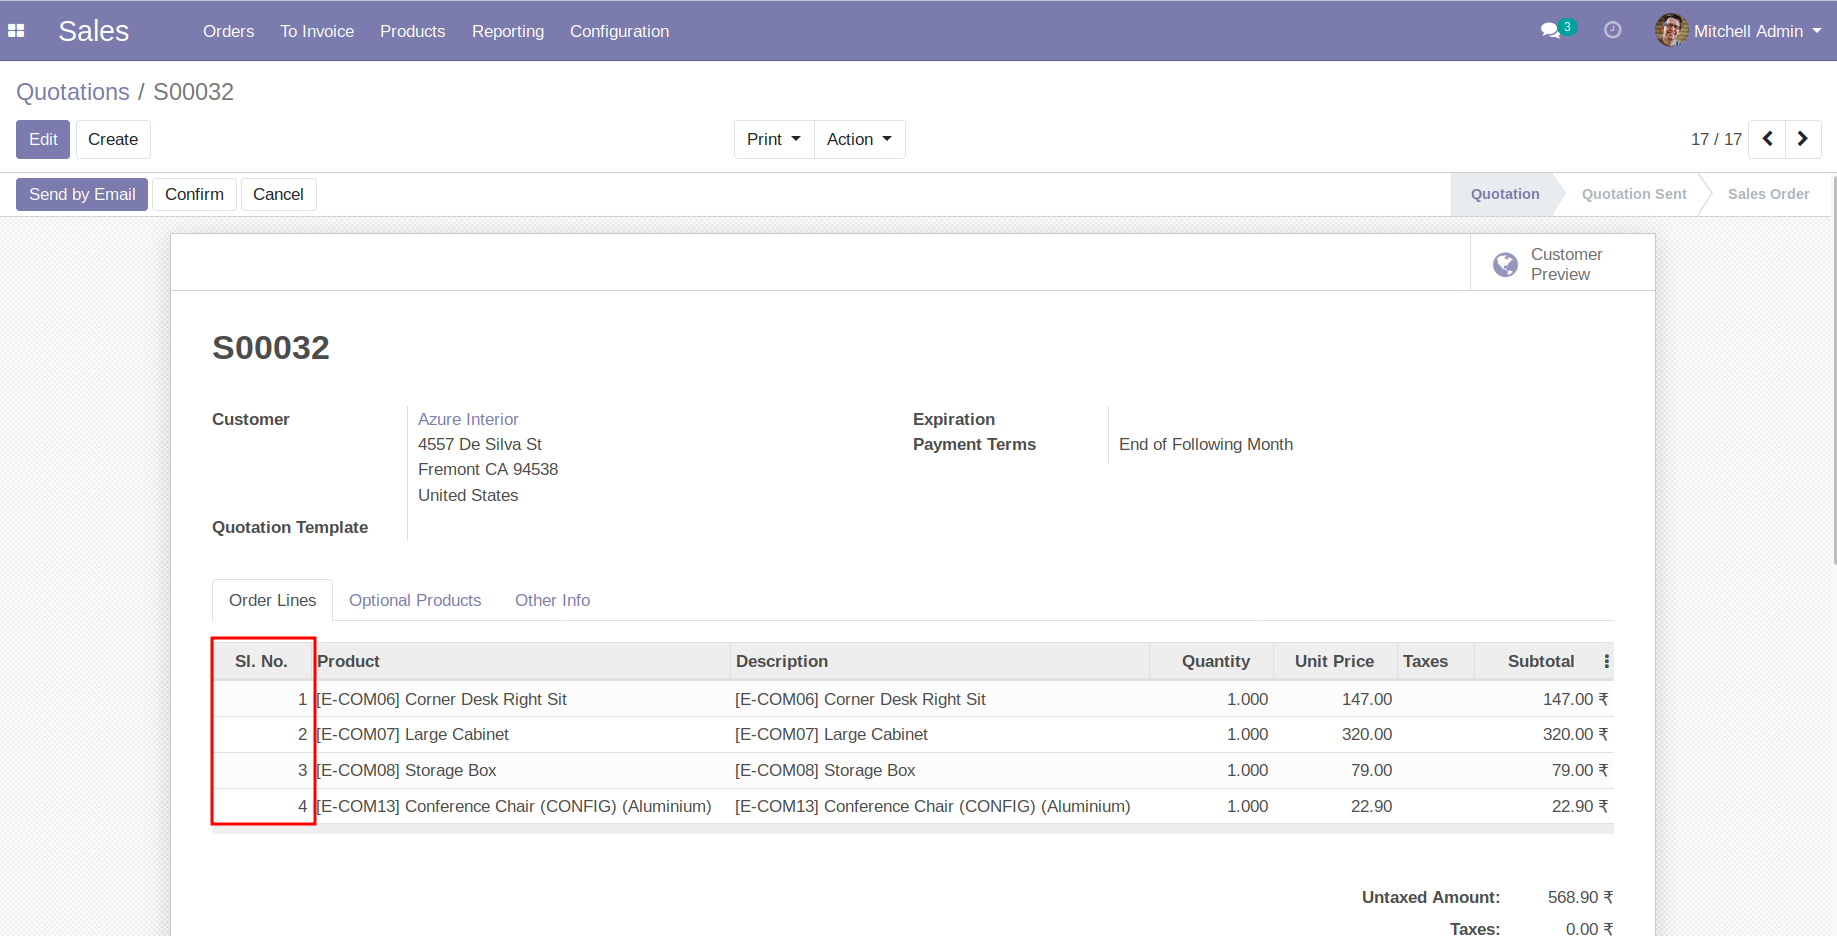 Sales Orders To Invoice Products Reporting Configuration 3 Mitchell Admin
Quotations / S00032
Edit Create Print Action 17 / 17
Send by Email Confirm Cancel Quotation Quotation Sent Sales Order
Customer
Preview
S00032
Customer Azure Interior Expiration
4557 De Silva St Payment Terms End of Following Month
Fremont CA 94538
United States
Quotation Template
Order Lines Optional Products Other Info
Sl. No. Product Description Quantity Unit Price Taxes Subtotal
1 [E-COM06] Corner Desk Right Sit [E-COM06] Corner Desk Right Sit 1.000 147.00 147.00 ₹
2 [E-COM07] Large Cabinet [E-COM07] Large Cabinet 1.000 320.00 320.00 ₹
3 [E-COM08] Storage Box [E-COM08] Storage Box 1.000 79.00 79.00 ₹
4 [E-COM13] Conference Chair (CONFIG) (Aluminium) [E-COM13] Conference Chair (CONFIG) (Aluminium) 1.000 22.90 22.90 ₹
Untaxed Amount: 568.90 ₹
Taxes: 0.00 ₹